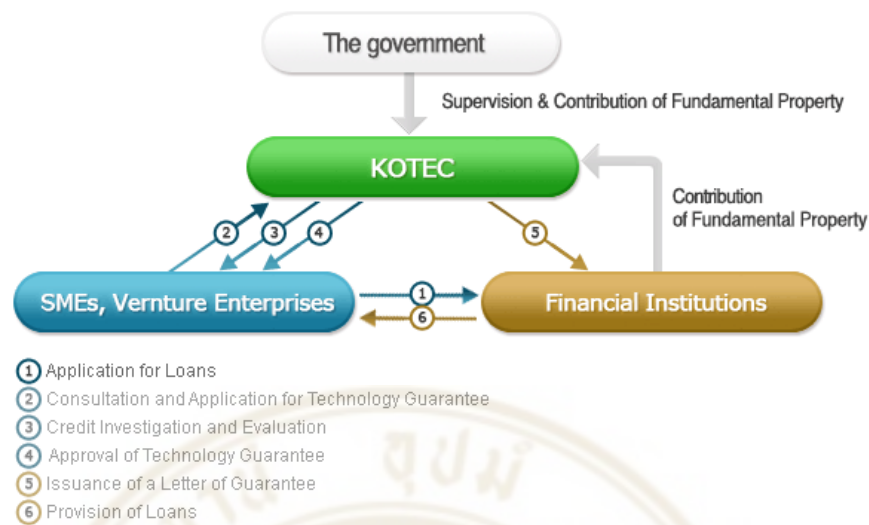 The government
Supervision & Contribution of Fundamental Property
KOTEC
Contribution
of Fundamental Property
2
3
4
5
SMEs, Vernture Enterprises
1
6
Financial Institutions
1 Application for Loans
2 Consultation and Application for Technology Guarantee
3 Credit Investigation and Evaluation
4 Approval of Technology Guarantee
5 Issuance of a Letter of Guarantee
6 Provision of Loans